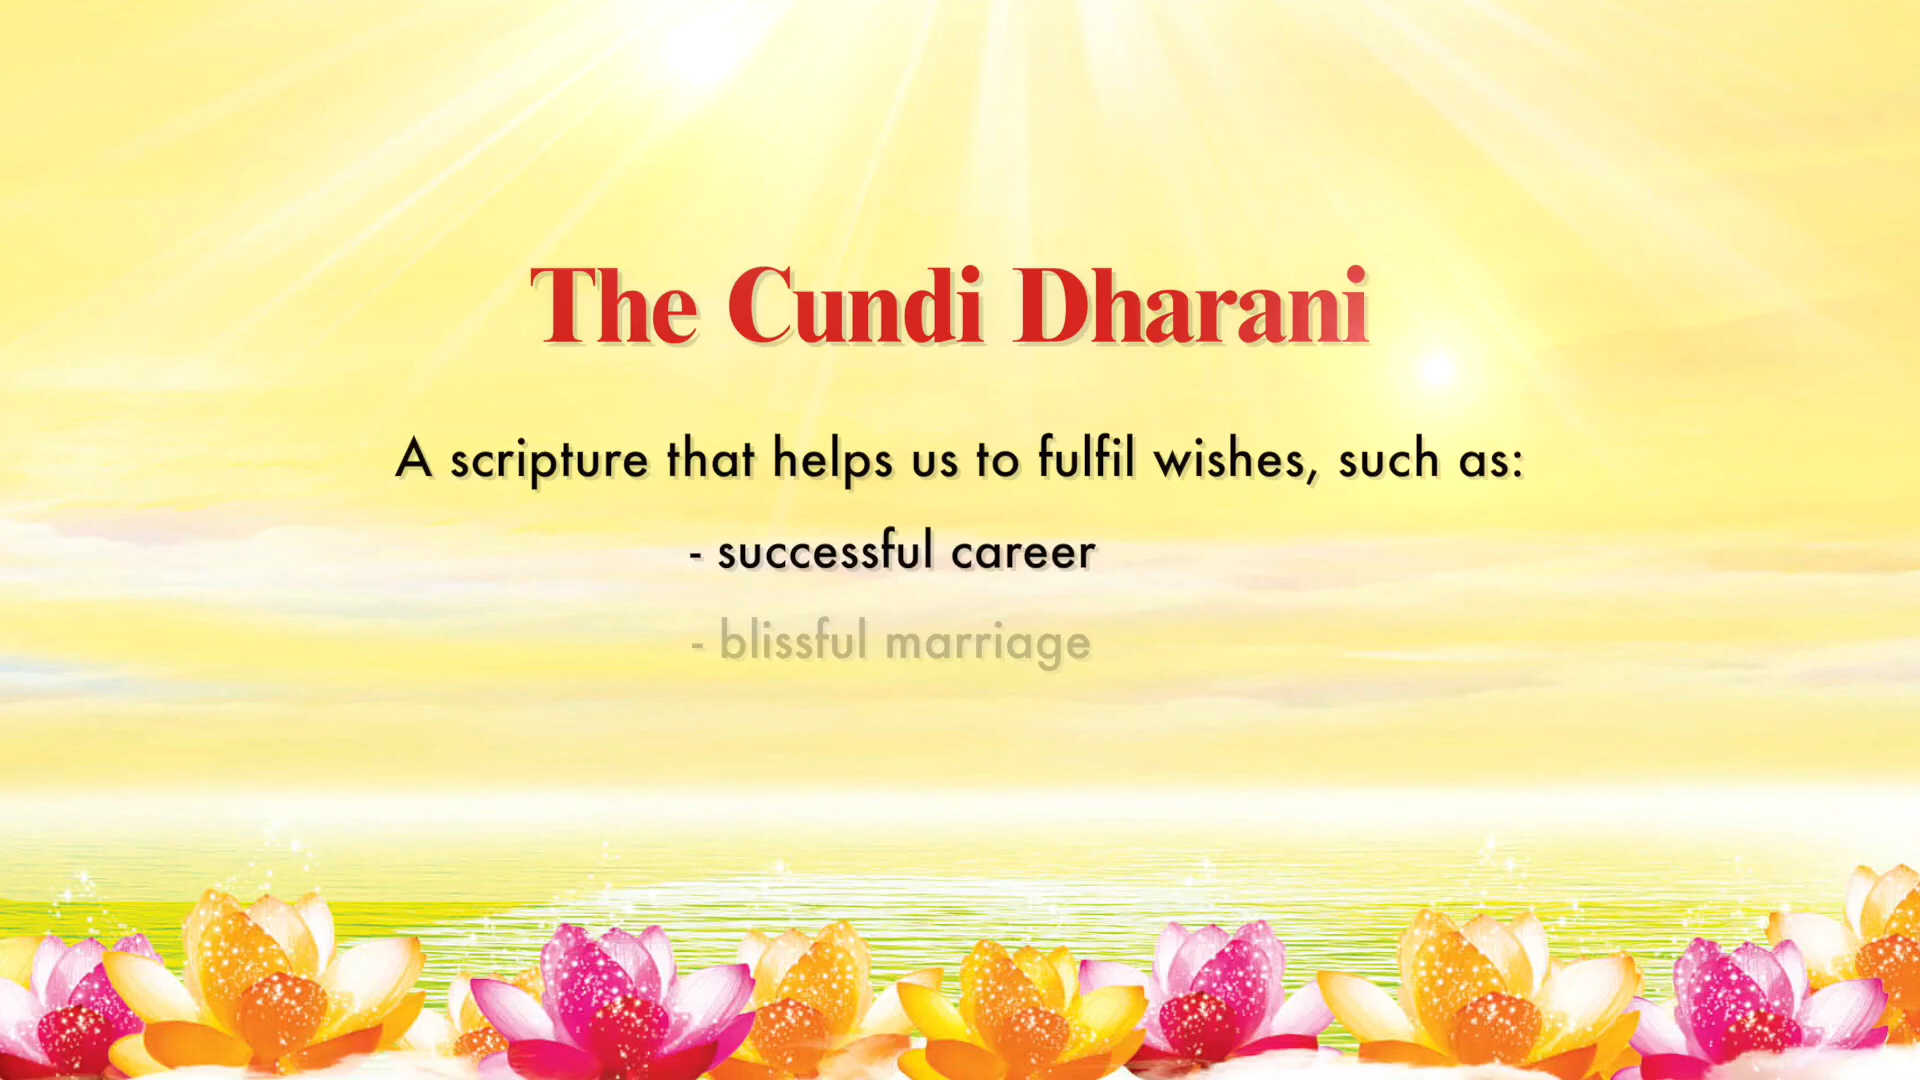 The Cundi Dharani
A scripture that helps us to fulfil wishes, such as:
- successful career
- blissful marriage